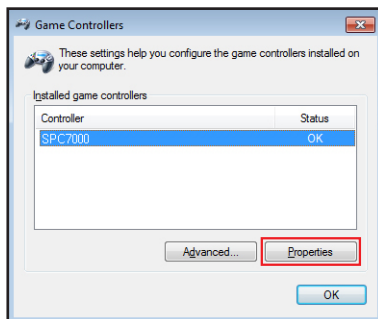 Game Controllers
These settings help you configure the game controllers installed on
your computer.
Installed game controllers
Controller Status
SPC7000 OK
Advanced... Properties
OK